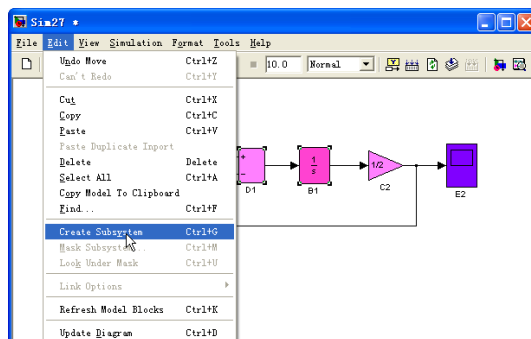 Sim27 *
File Edit View Simulation Format Tools Help
Undo Move Ctrl+Z
10.0 Normal
Can't Redo Ctrl+Y
Cut Ctrl+X
Copy Ctrl+C
Paste Ctrl+V
Paste Duplicate Inport
Delete Delete
Select All Ctrl+A
Copy Model To Clipboard
Find... Ctrl+F
Create Subsystem Ctrl+G
Mask Subsystem... Ctrl+M
Look Under Mask Ctrl+U
Link Options
Refresh Model Blocks Ctrl+K
Update Diagram Ctrl+D
+
−
D1
1
s
B1
1/2
C2
E2